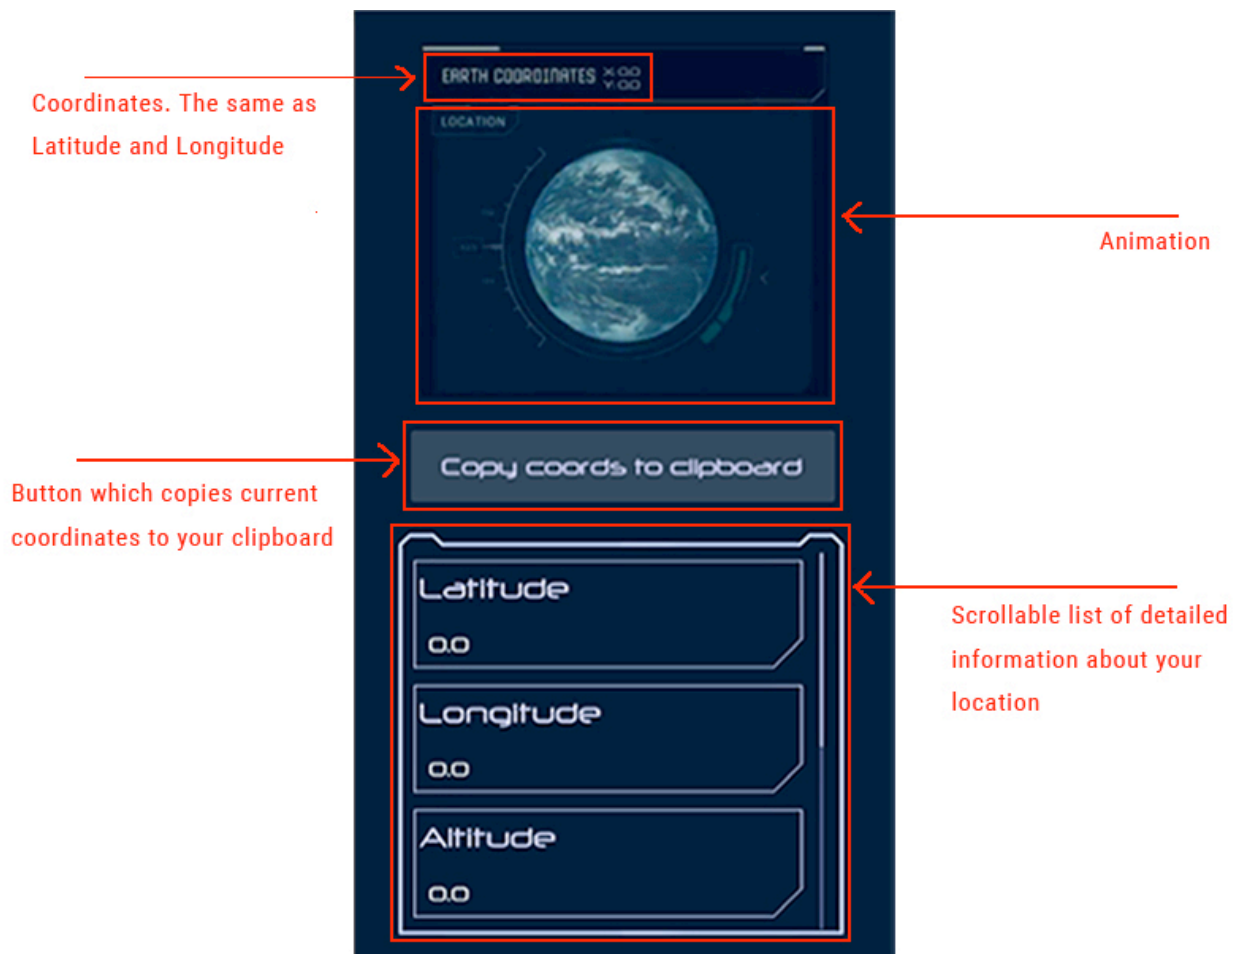 EARTH COORDINATES X:0.0
Y:0.0
Coordinates. The same as
Latitude and Longitude
LOCATION
Animation
Copy coords to clipboard
Button which copies current
coordinates to your clipboard
Latitude
0.0
Scrollable list of detailed
information about your
location
Longitude
0.0
Altitude
0.0